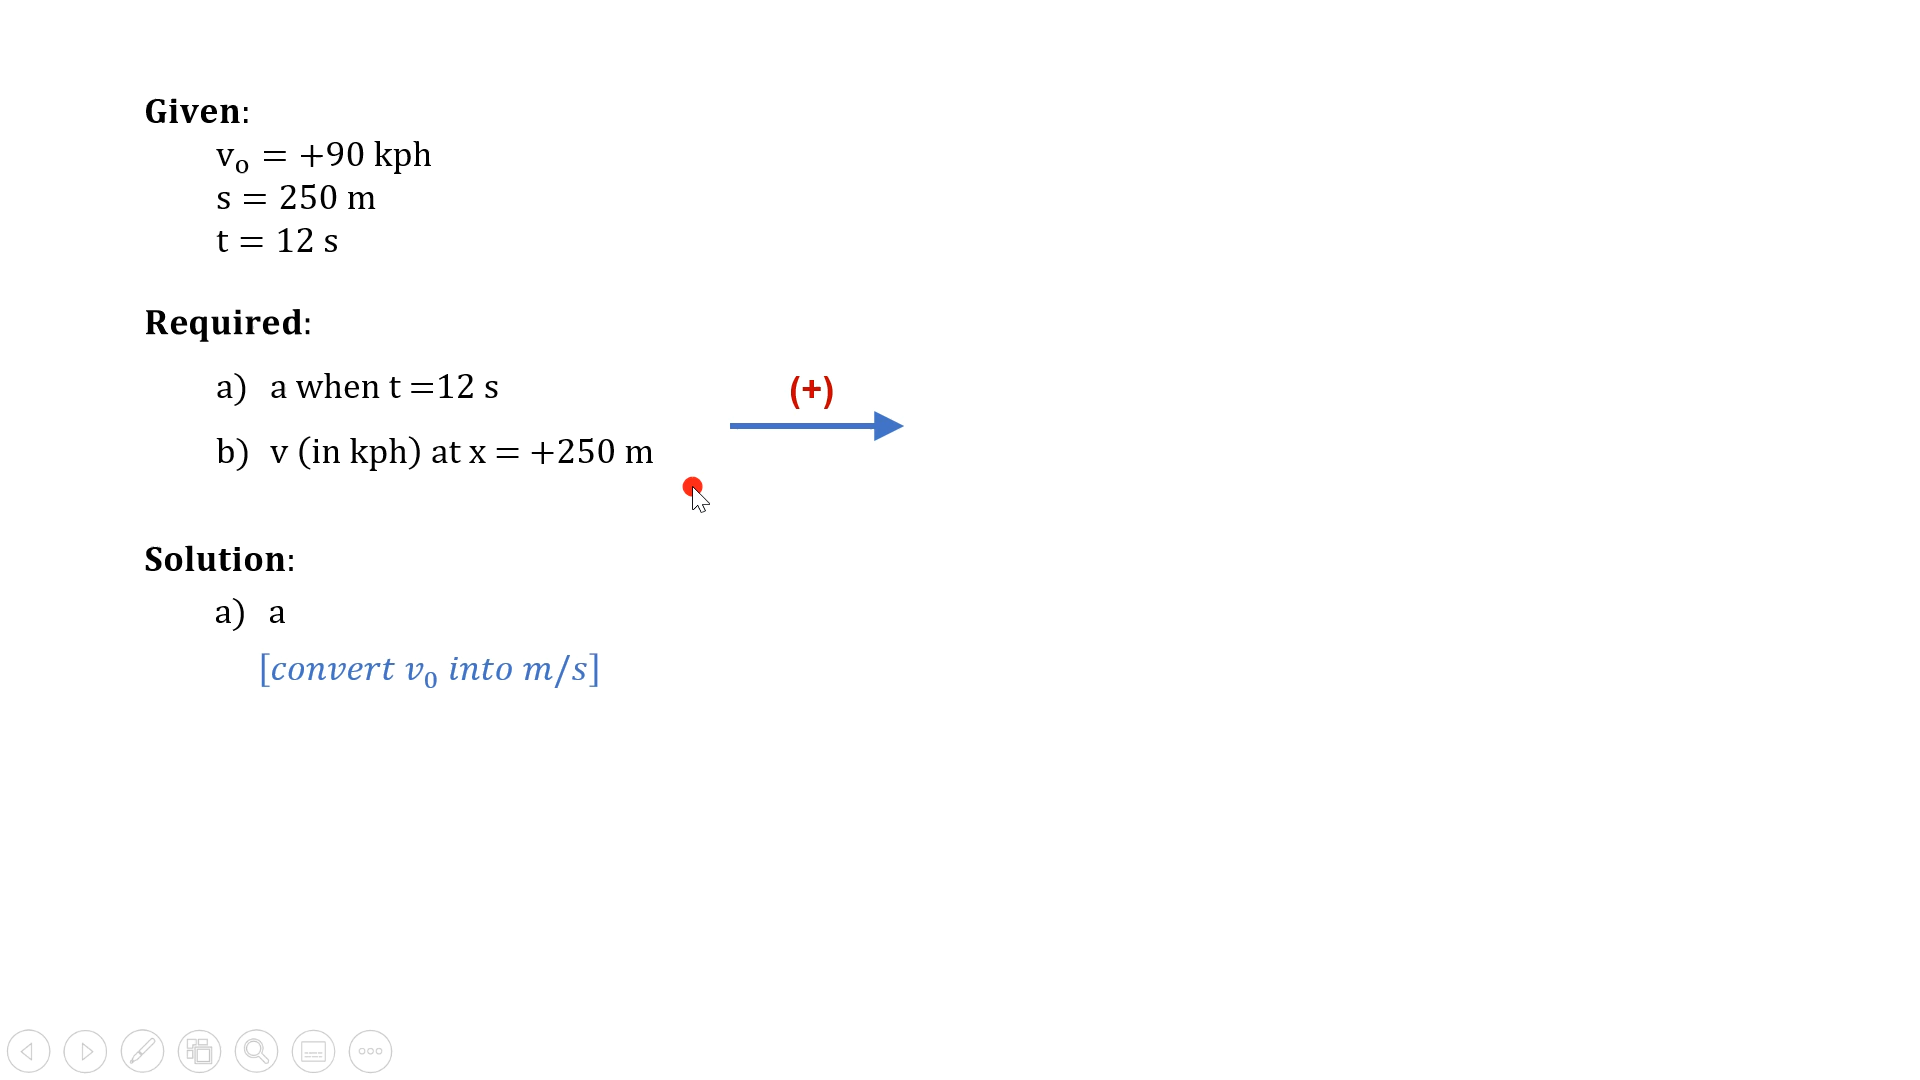 Given:
vₒ = +90 kph
s = 250 m
t = 12 s
Required:
a) a when t =12 s
(+)
b) v (in kph) at x = +250 m
Solution:
a) a
[convert v₀ into m/s]